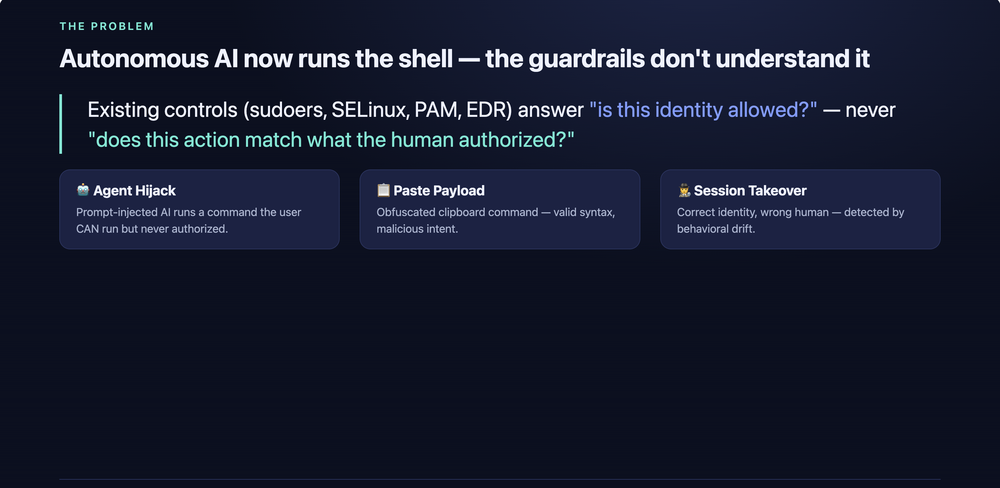 THE PROBLEM
Autonomous AI now runs the shell — the guardrails don't understand it
Existing controls (sudoers, SELinux, PAM, EDR) answer "is this identity allowed?" — never
"does this action match what the human authorized?"
🤖 Agent Hijack
Prompt-injected AI runs a command the user
CAN run but never authorized.
📋 Paste Payload
Obfuscated clipboard command — valid syntax,
malicious intent.
🕵️ Session Takeover
Correct identity, wrong human — detected by
behavioral drift.